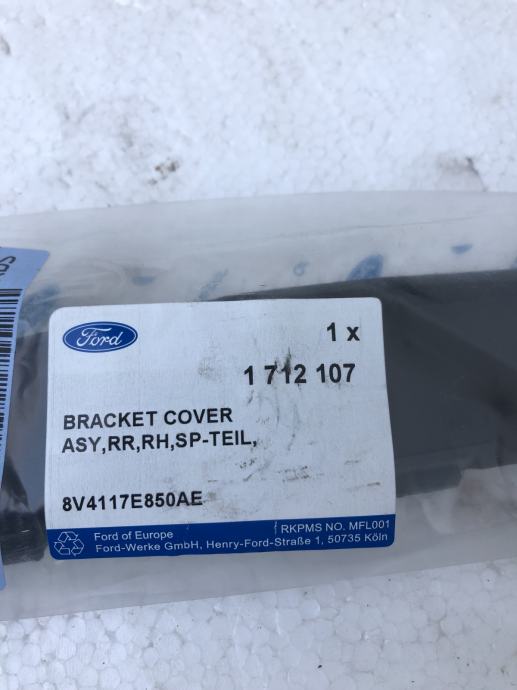 Ford
1 x
1 712 107
BRACKET COVER
ASY,RR,RH,SP-TEIL,
8V4117E850AE
Ford of Europe
RKPMS NO. MFL001
Ford-Werke GmbH, Henry-Ford-Straße 1, 50735 Köln